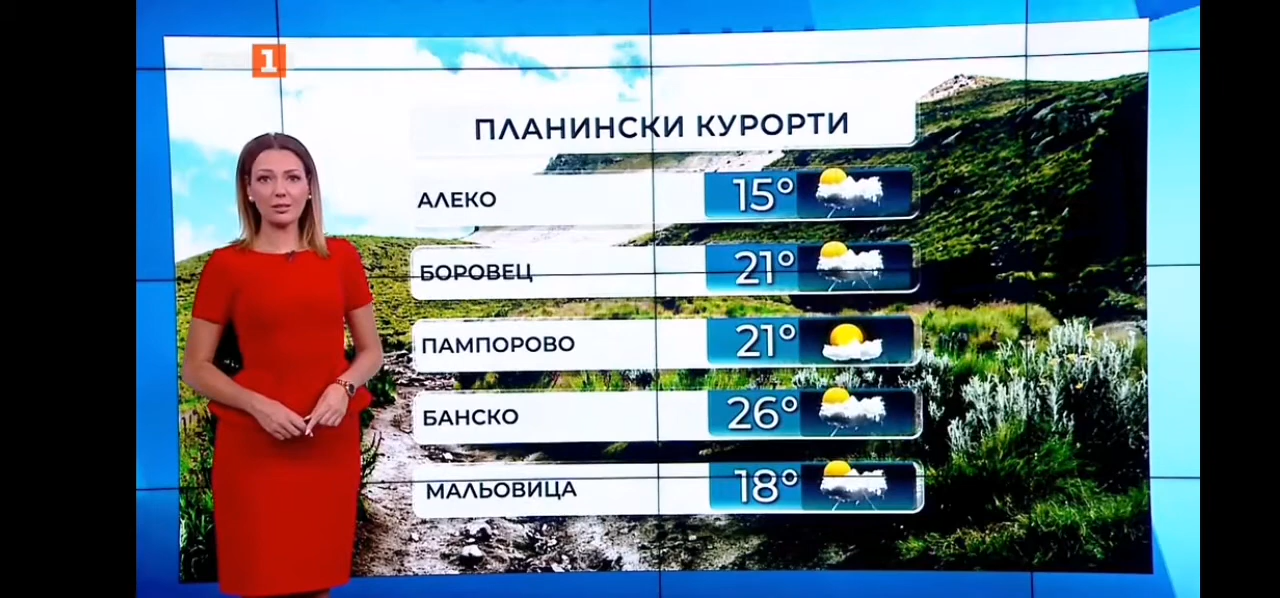 1
ПЛАНИНСКИ КУРОРТИ
АЛЕКО 15°
БОРОВЕЦ 21°
ПАМПОРОВО 21°
БАНСКО 26°
МАЛЬОВИЦА 18°